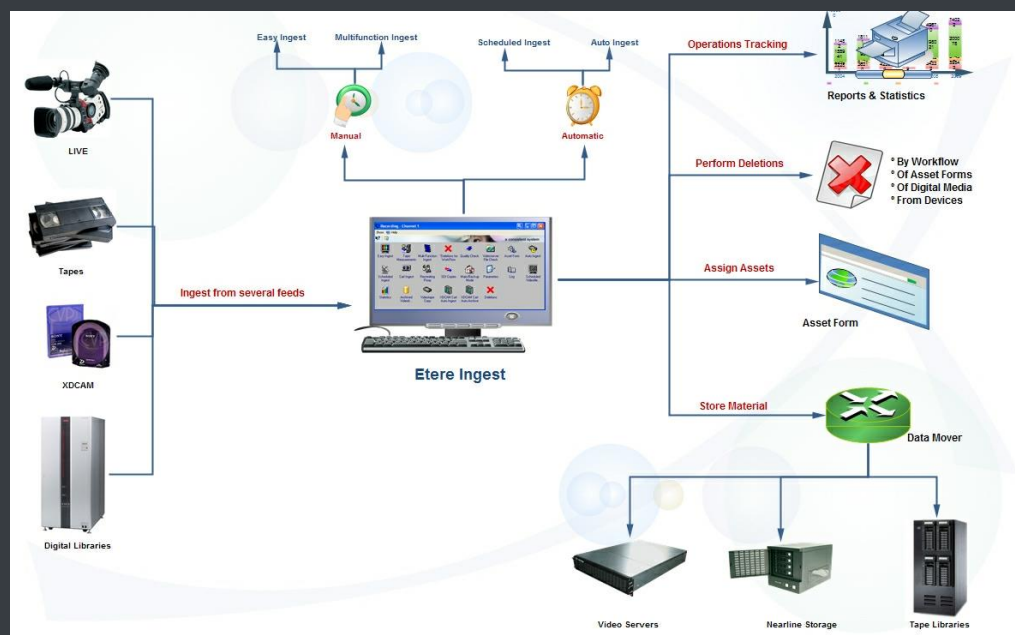 Easy Ingest
Multifunction Ingest
Scheduled Ingest
Auto Ingest
Operations Tracking
Reports & Statistics
LIVE
Manual
Automatic
Perform Deletions
* By Workflow
* Of Asset Forms
* Of Digital Media
* From Devices
Tapes
Ingest from several feeds
Assign Assets
Asset Form
XDCAM
Etere Ingest
Store Material
Data Mover
Digital Libraries
Video Servers
Nearline Storage
Tape Libraries